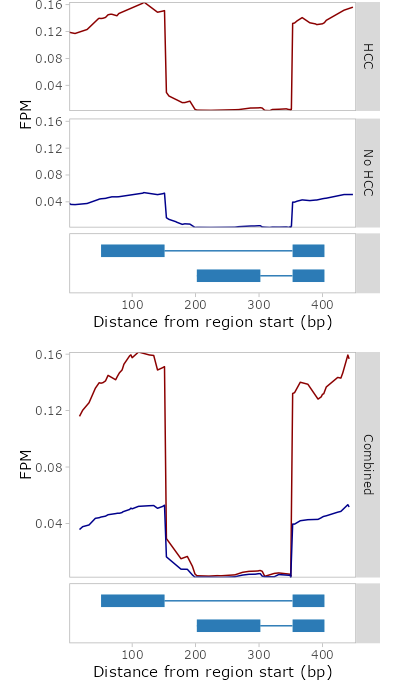 0.16
0.12
0.08
0.04
HCC
FPM
0.16
0.12
0.08
0.04
No HCC
100 200 300 400
Distance from region start (bp)
0.16
0.12
0.08
0.04
FPM
Combined
100 200 300 400
Distance from region start (bp)